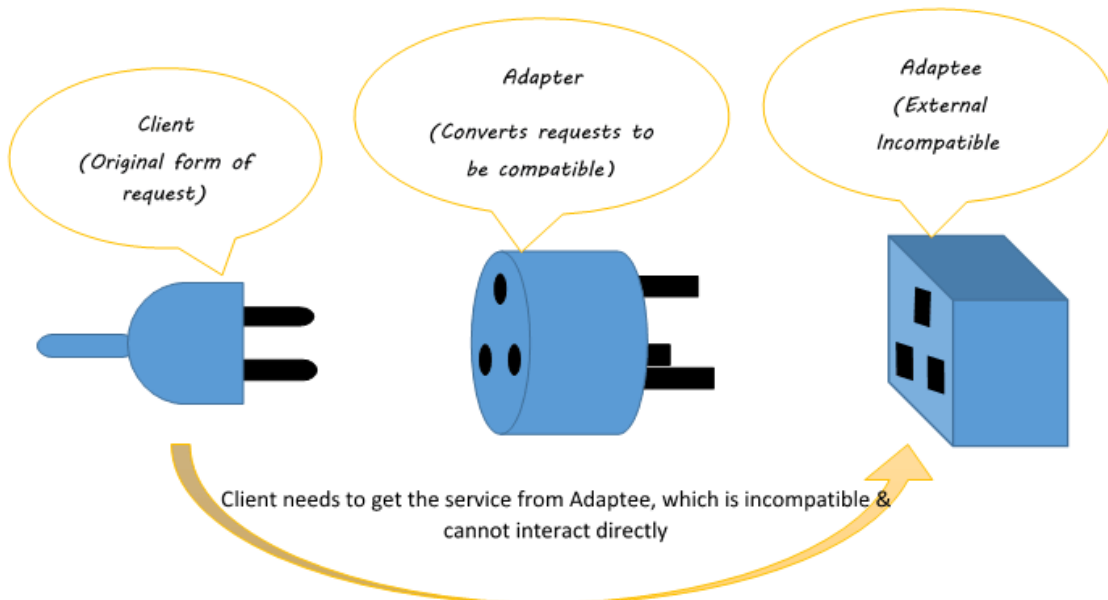 Client
(Original form of
request)
Adapter
(Converts requests to
be compatible)
Adaptee
(External
Incompatible
Client needs to get the service from Adaptee, which is incompatible &
cannot interact directly